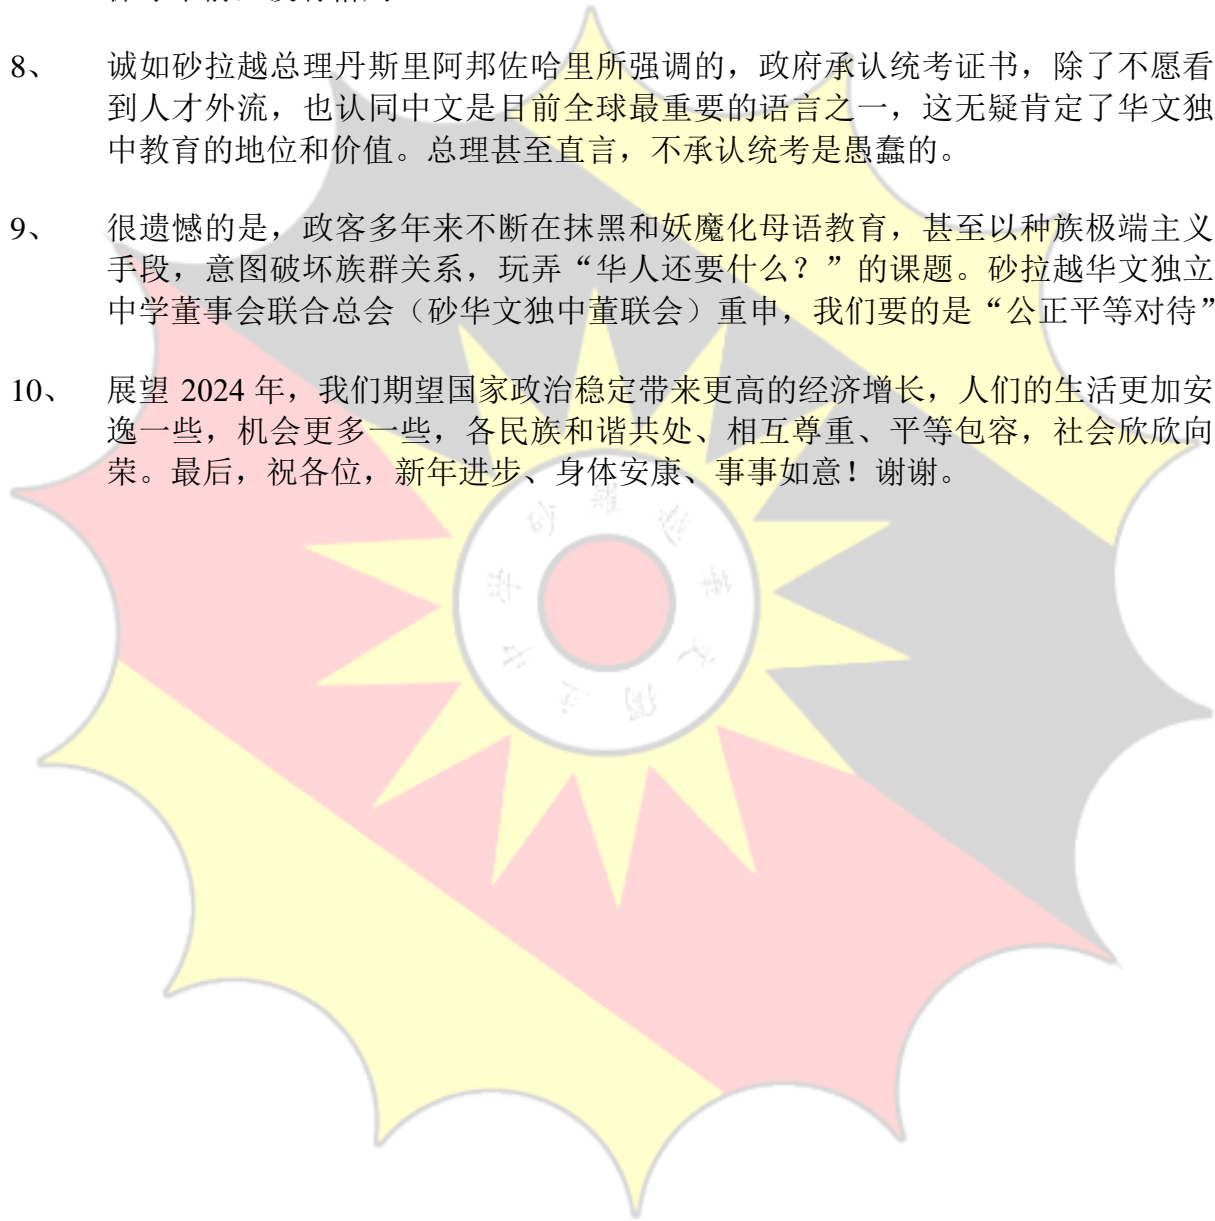 8、 诚如砂拉越总理丹斯里阿邦佐哈里所强调的，政府承认统考证书，除了不愿看
到人才外流，也认同中文是目前全球最重要的语言之一，这无疑肯定了华文独
中教育的地位和价值。总理甚至直言，不承认统考是愚蠢的。
9、 很遗憾的是，政客多年来不断在抹黑和妖魔化母语教育，甚至以种族极端主义
手段，意图破坏族群关系，玩弄“华人还要什么？”的课题。砂拉越华文独立
中学董事会联合总会（砂华文独中董联会）重申，我们要的是“公正平等对待”
10、 展望 2024 年，我们期望国家政治稳定带来更高的经济增长，人们的生活更加安
逸一些，机会更多一些，各民族和谐共处、相互尊重、平等包容，社会欣欣向
荣。最后，祝各位，新年进步、身体安康、事事如意！谢谢。